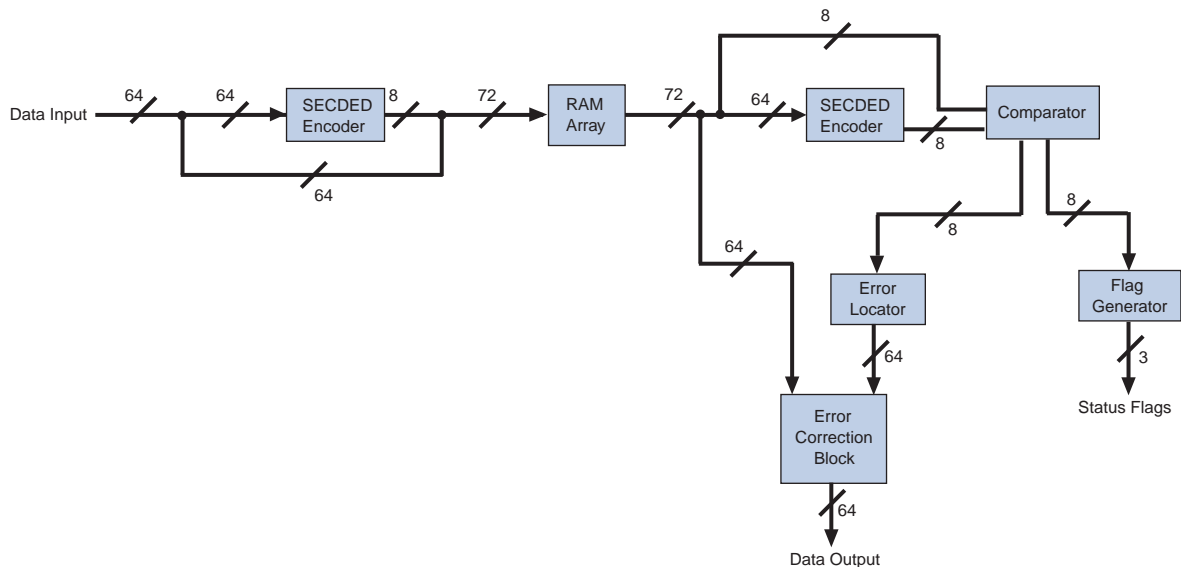 8
Data Input
64
64
SECDED
Encoder
8
72
RAM
Array
72
64
SECDED
Encoder
8
Comparator
64
8
8
64
Error
Locator
Flag
Generator
64
3
Status Flags
Error
Correction
Block
64
Data Output